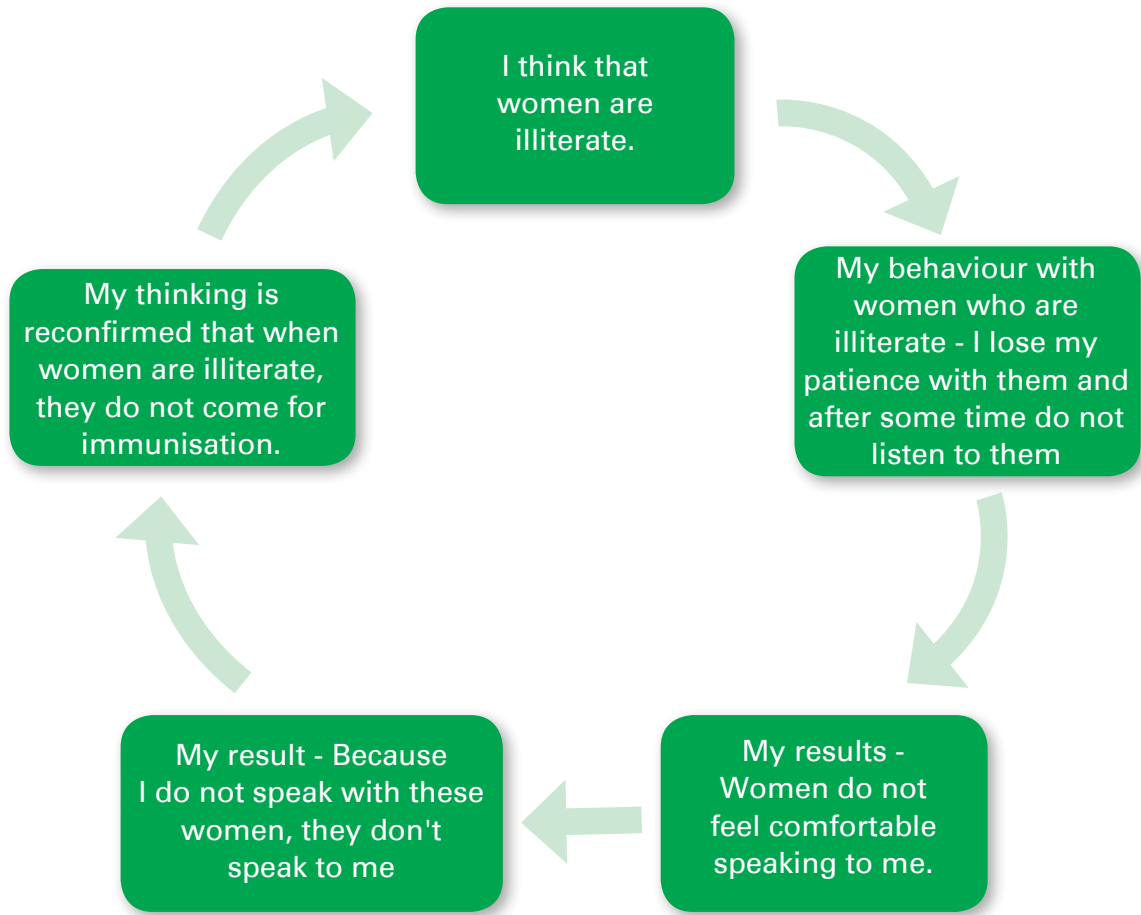 I think that
women are
illiterate.
My behaviour with
women who are
illiterate - I lose my
patience with them and
after some time do not
listen to them
My results -
Women do not
feel comfortable
speaking to me.
My result - Because
I do not speak with these
women, they don't
speak to me
My thinking is
reconfirmed that when
women are illiterate,
they do not come for
immunisation.